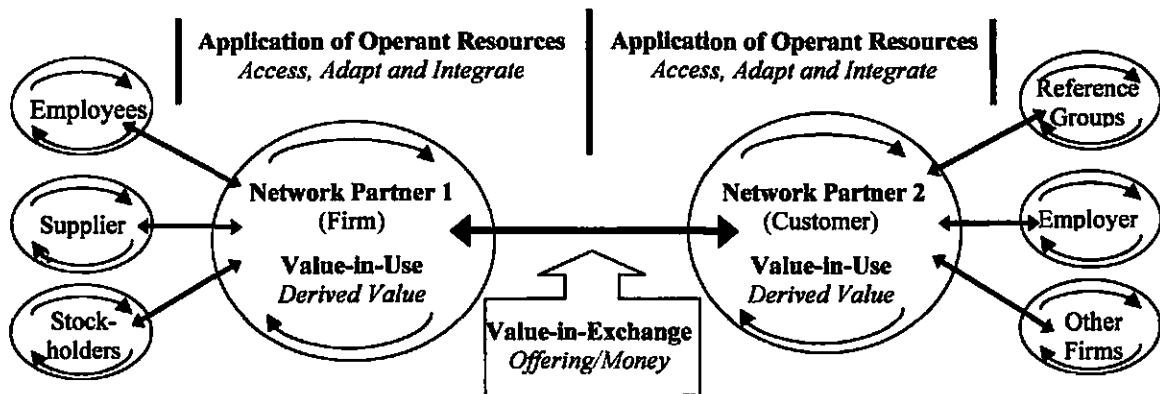 Application of Operant Resources
Access, Adapt and Integrate
Application of Operant Resources
Access, Adapt and Integrate
Employees
Supplier
Stock-
holders
Network Partner 1
(Firm)
Value-in-Use
Derived Value
Value-in-Exchange
Offering/Money
Network Partner 2
(Customer)
Value-in-Use
Derived Value
Reference
Groups
Employer
Other
Firms